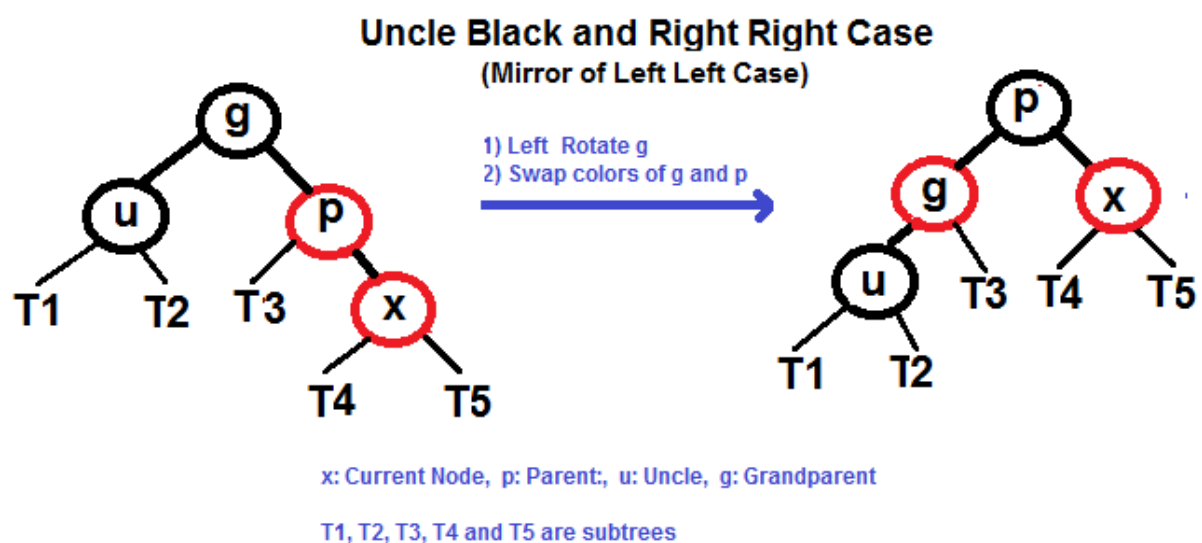 Uncle Black and Right Right Case
(Mirror of Left Left Case)
1) Left Rotate g
2) Swap colors of g and p
g
u
p
T1
T2
T3
x
T4
T5
p
g
x
u
T3
T4
T5
T1
T2
x: Current Node, p: Parent:, u: Uncle, g: Grandparent
T1, T2, T3, T4 and T5 are subtrees